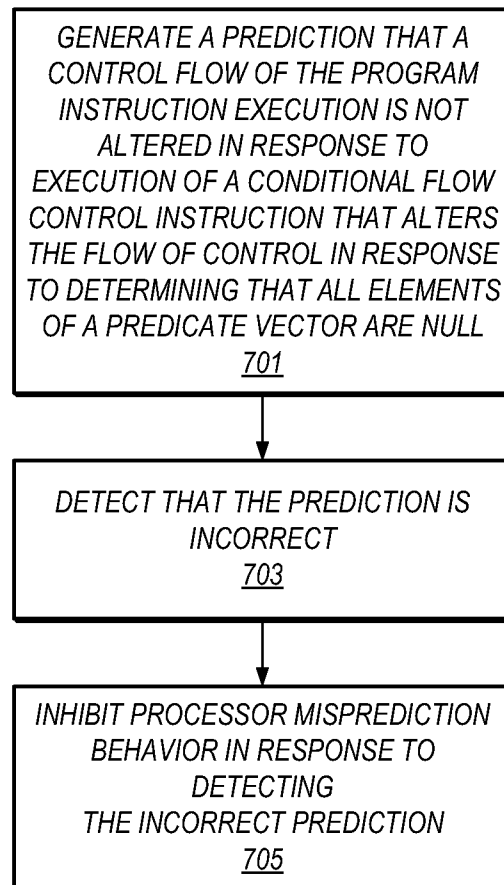 GENERATE A PREDICTION THAT A
CONTROL FLOW OF THE PROGRAM
INSTRUCTION EXECUTION IS NOT
ALTERED IN RESPONSE TO
EXECUTION OF A CONDITIONAL FLOW
CONTROL INSTRUCTION THAT ALTERS
THE FLOW OF CONTROL IN RESPONSE
TO DETERMINING THAT ALL ELEMENTS
OF A PREDICATE VECTOR ARE NULL
701
DETECT THAT THE PREDICTION IS
INCORRECT
703
INHIBIT PROCESSOR MISPREDICTION
BEHAVIOR IN RESPONSE TO
DETECTING
THE INCORRECT PREDICTION
705